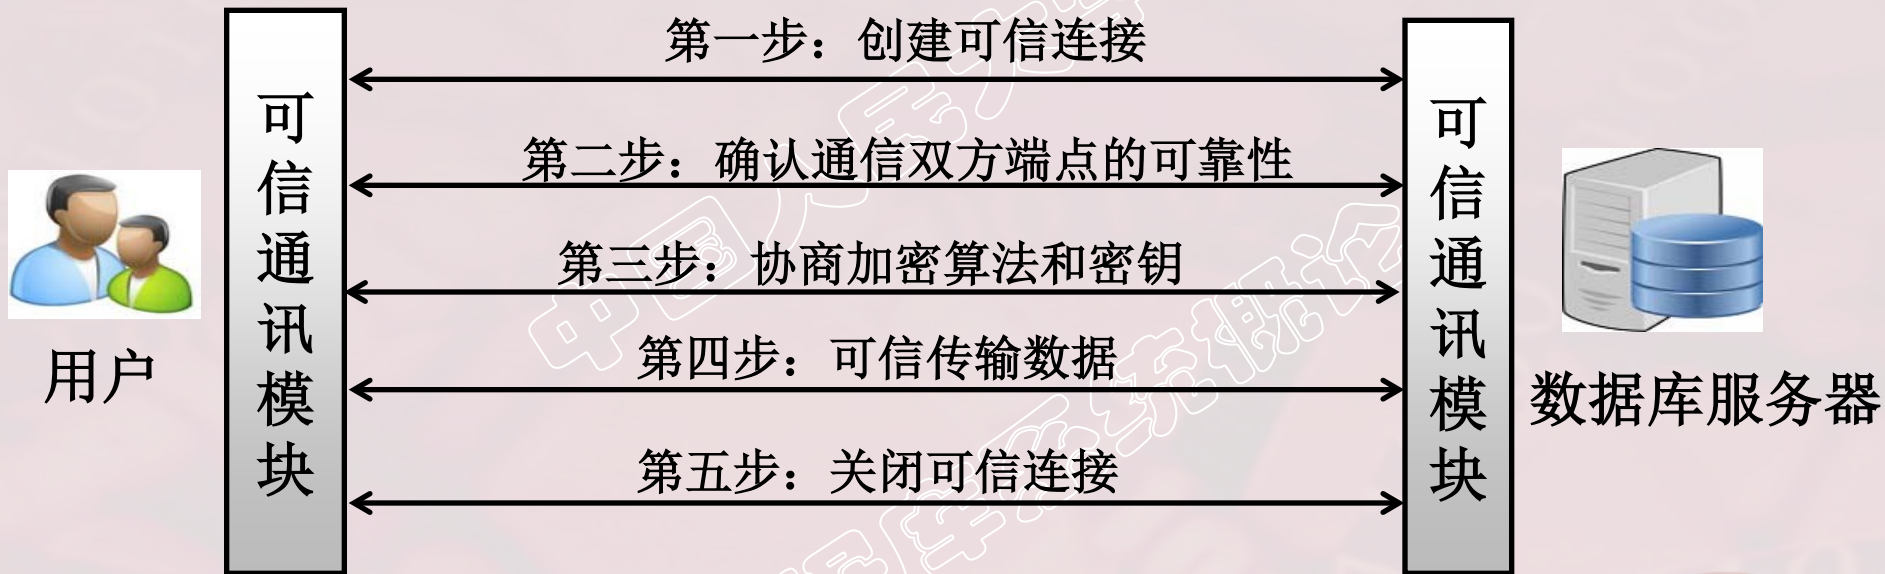 第一步：创建可信连接
第二步：确认通信双方端点的可靠性
第三步：协商加密算法和密钥
第四步：可信传输数据
第五步：关闭可信连接
可信通讯模块
可信通讯模块
用户
数据库服务器